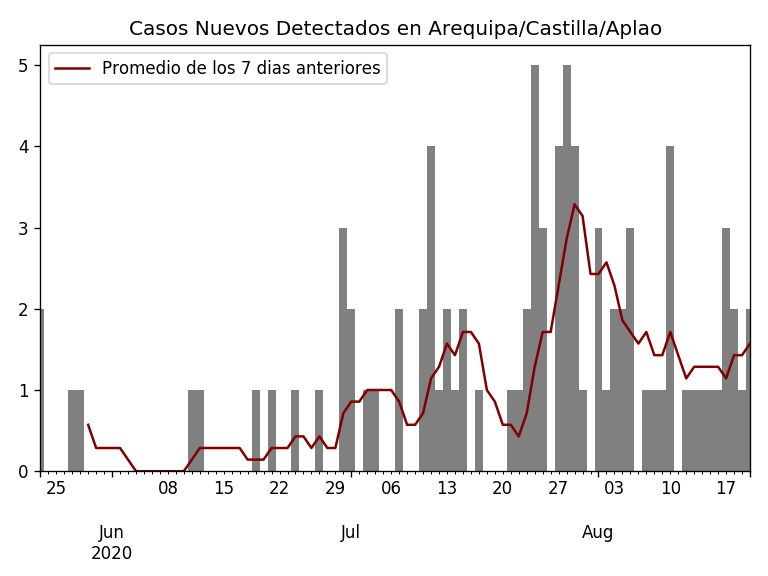 Casos Nuevos Detectados en Arequipa/Castilla/Aplao
Promedio de los 7 dias anteriores
5
4
3
2
1
0
25 08 15 22 29 06 13 20 27 03 10 17
Jun Jul Aug
2020